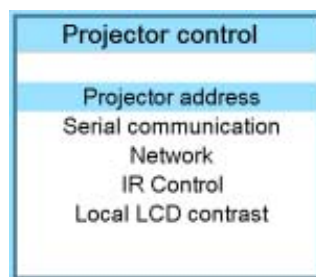 Projector control
Projector address
Serial communication
Network
IR Control
Local LCD contrast